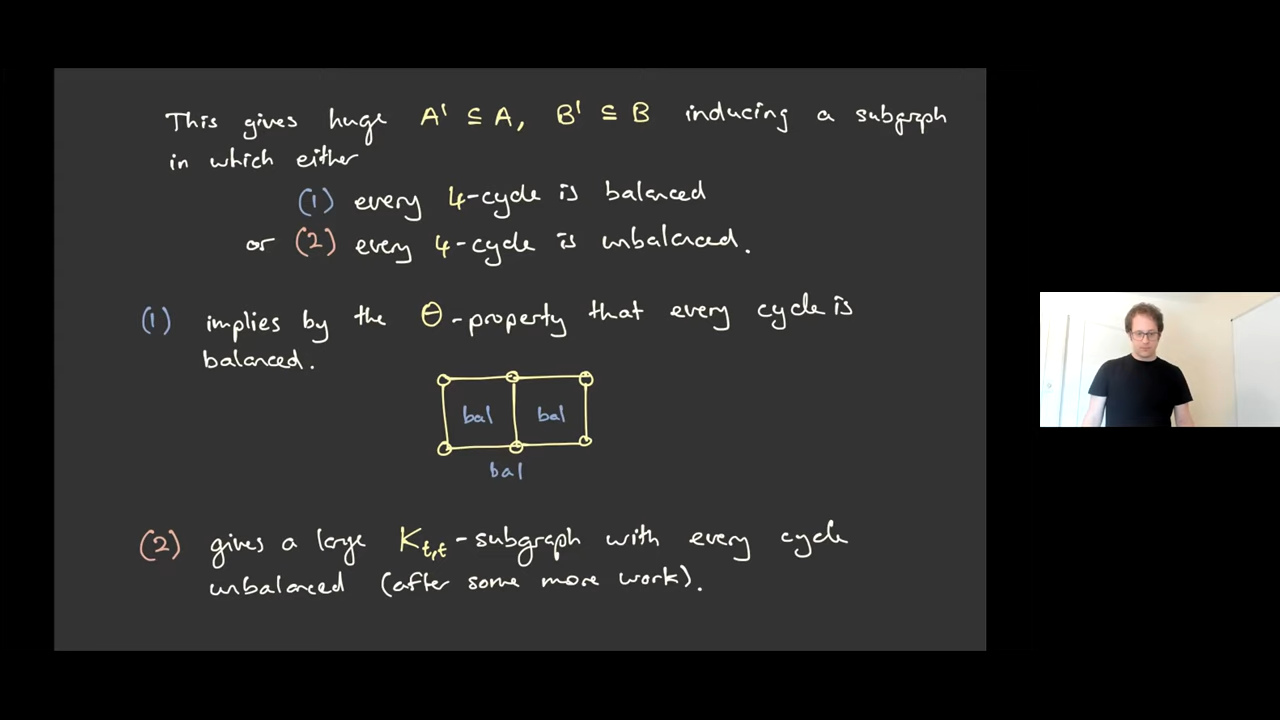 This gives huge A' ⊆ A, B' ⊆ B inducing a subgraph
in which either
(1) every 4-cycle is balanced
or (2) every 4-cycle is unbalanced.
(1) implies by the Θ-property that every cycle is
balanced.
bal bal
bal
(2) gives a large K_{t,t}-subgraph with every cycle
unbalanced (after some more work).